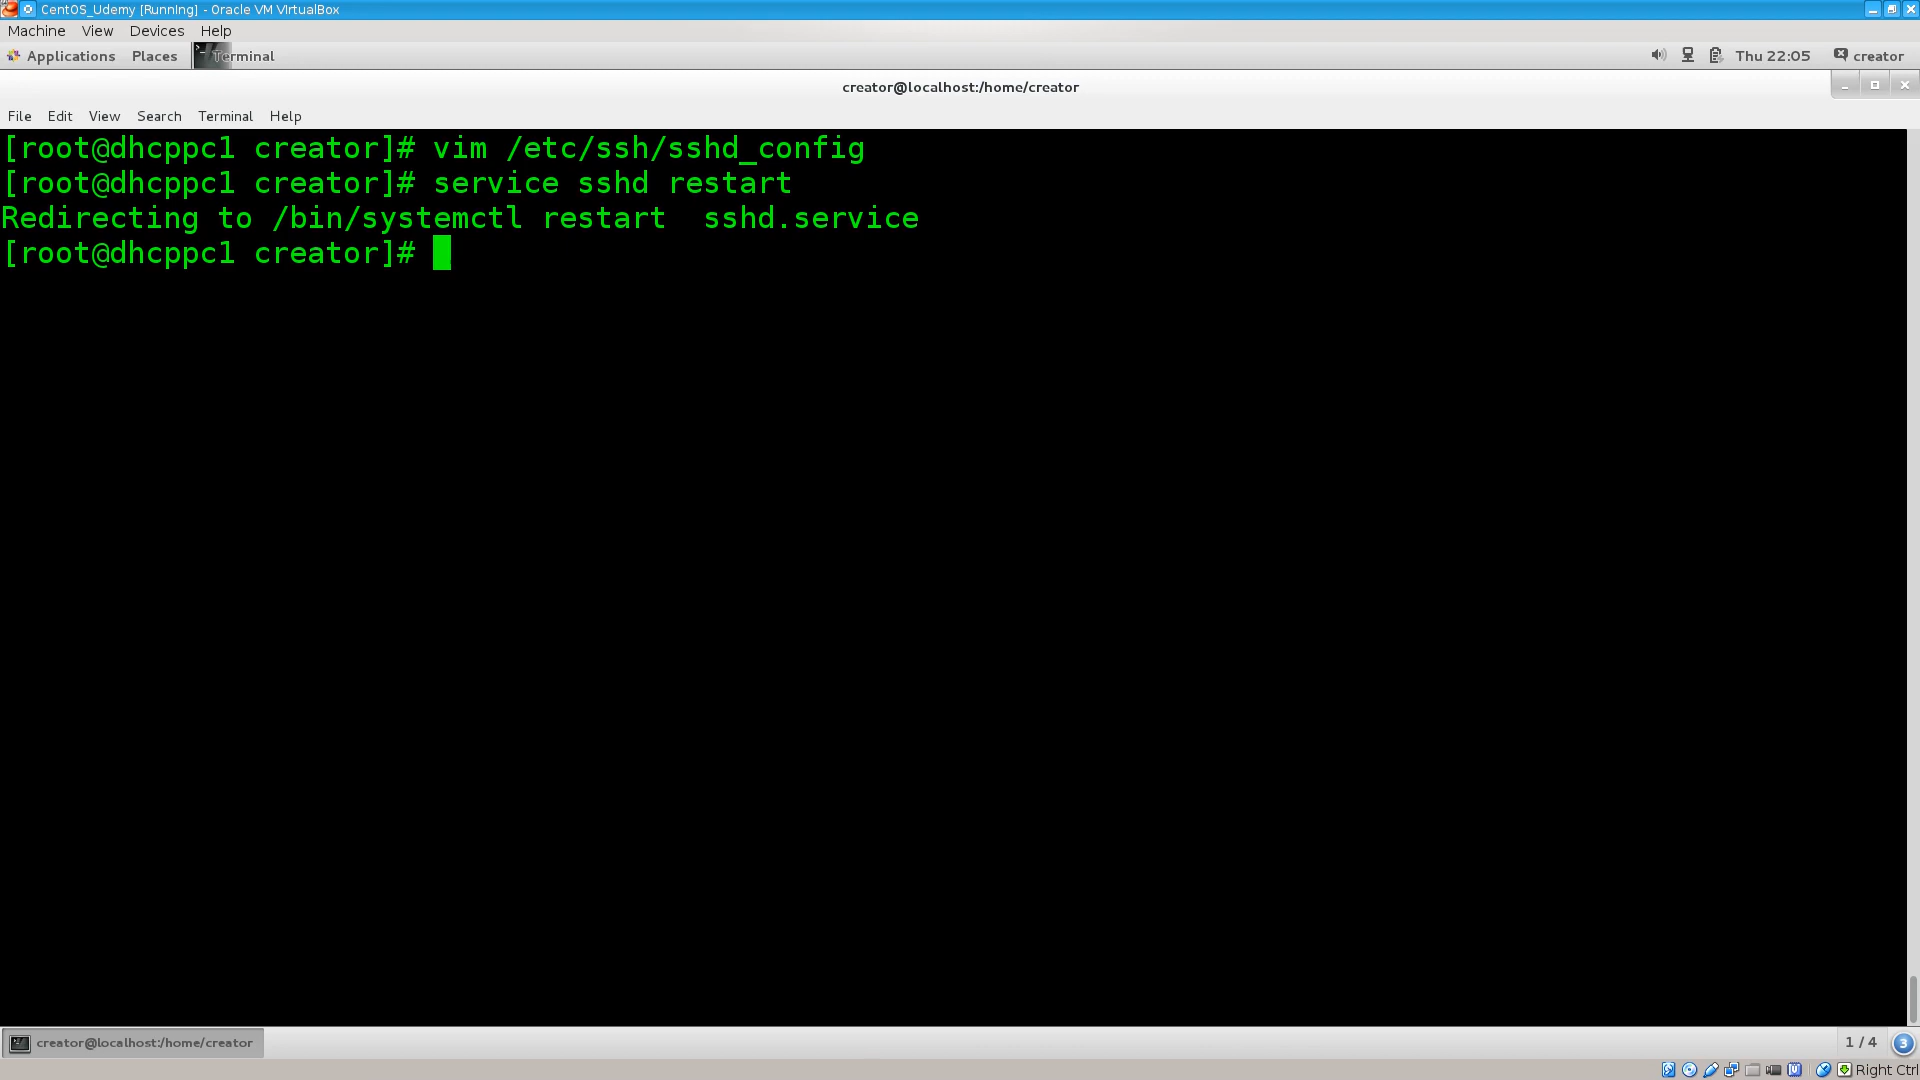 CentOS_Udemy [Running] - Oracle VM VirtualBox
Machine View Devices Help
Applications Places Terminal Thu 22:05 creator
creator@localhost:/home/creator
File Edit View Search Terminal Help
[root@dhcppc1 creator]# vim /etc/ssh/sshd_config
[root@dhcppc1 creator]# service sshd restart
Redirecting to /bin/systemctl restart  sshd.service
[root@dhcppc1 creator]#
creator@localhost:/home/creator 1 / 4 3
Right Ctrl